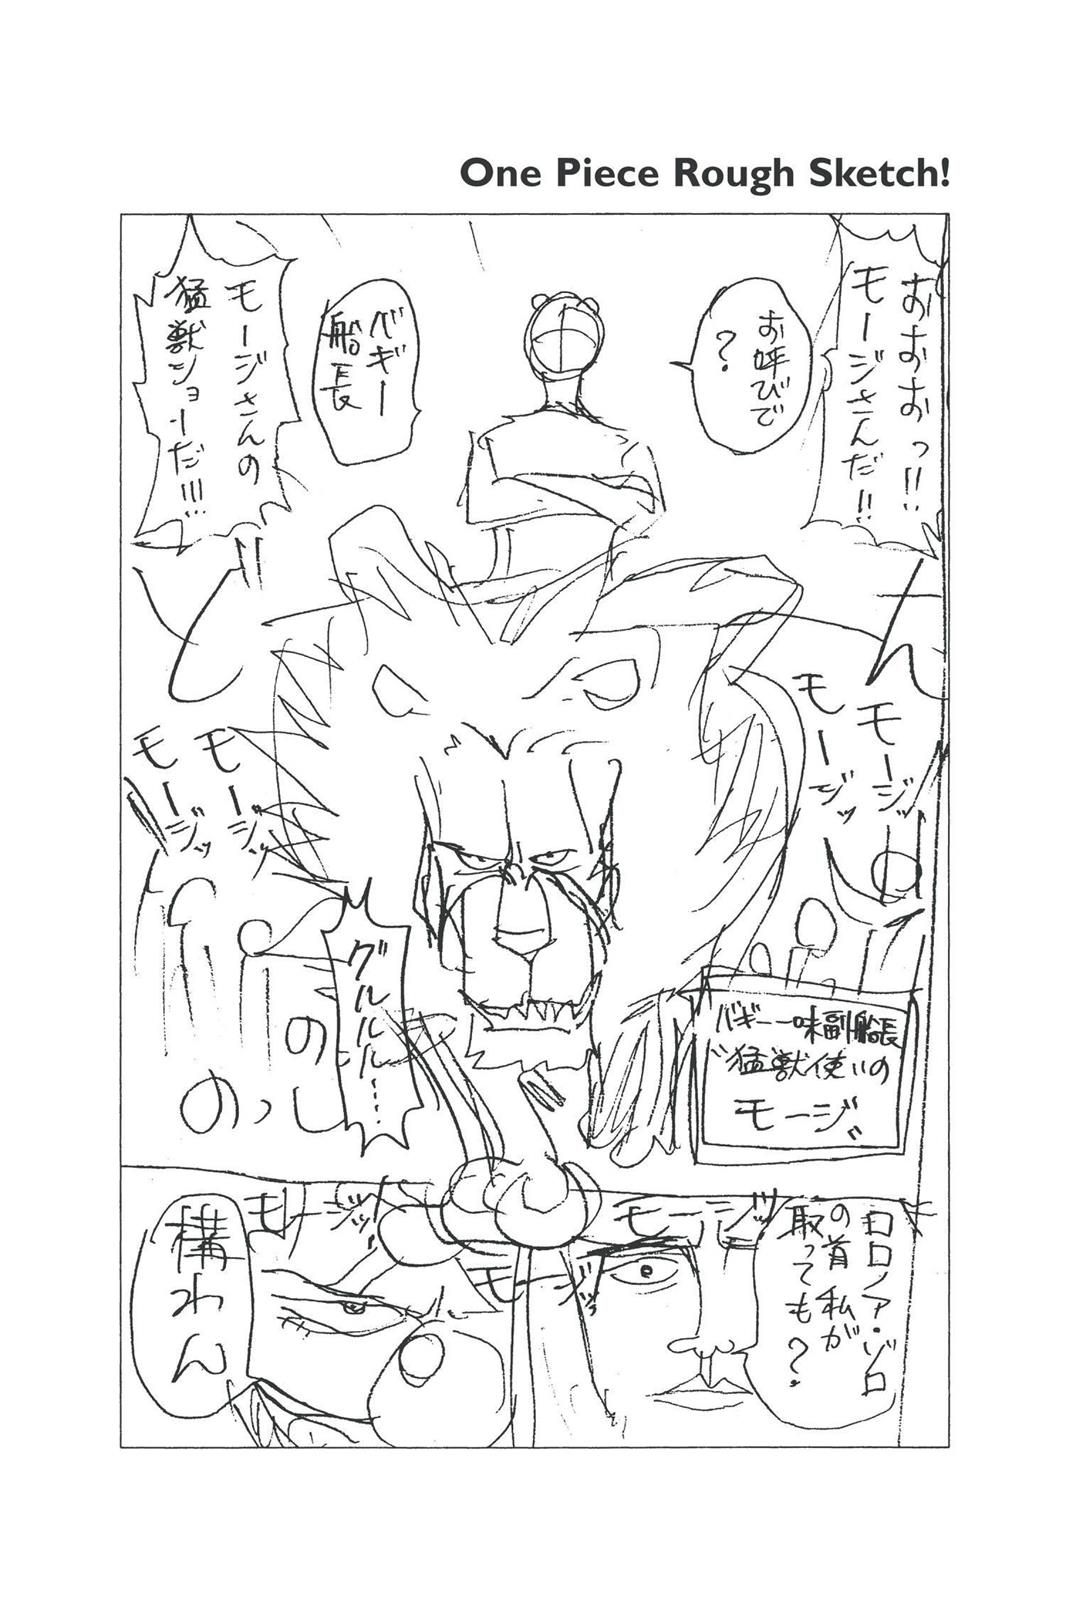 One Piece Rough Sketch!
おおおっ!!
モージさんだ!!
お呼びで
?
バギー
船長
モージさんの
猛獣ショーだ!!!
どん
モージッ
モージッ
モージッ
モージッ
グルルル……
のっし
のっし
バギー一味副船長
"猛獣使い"の
モージ
ロロノア・ゾロ
の首 私が
取っても?
モージッ
モージッ
モージッ
構わん